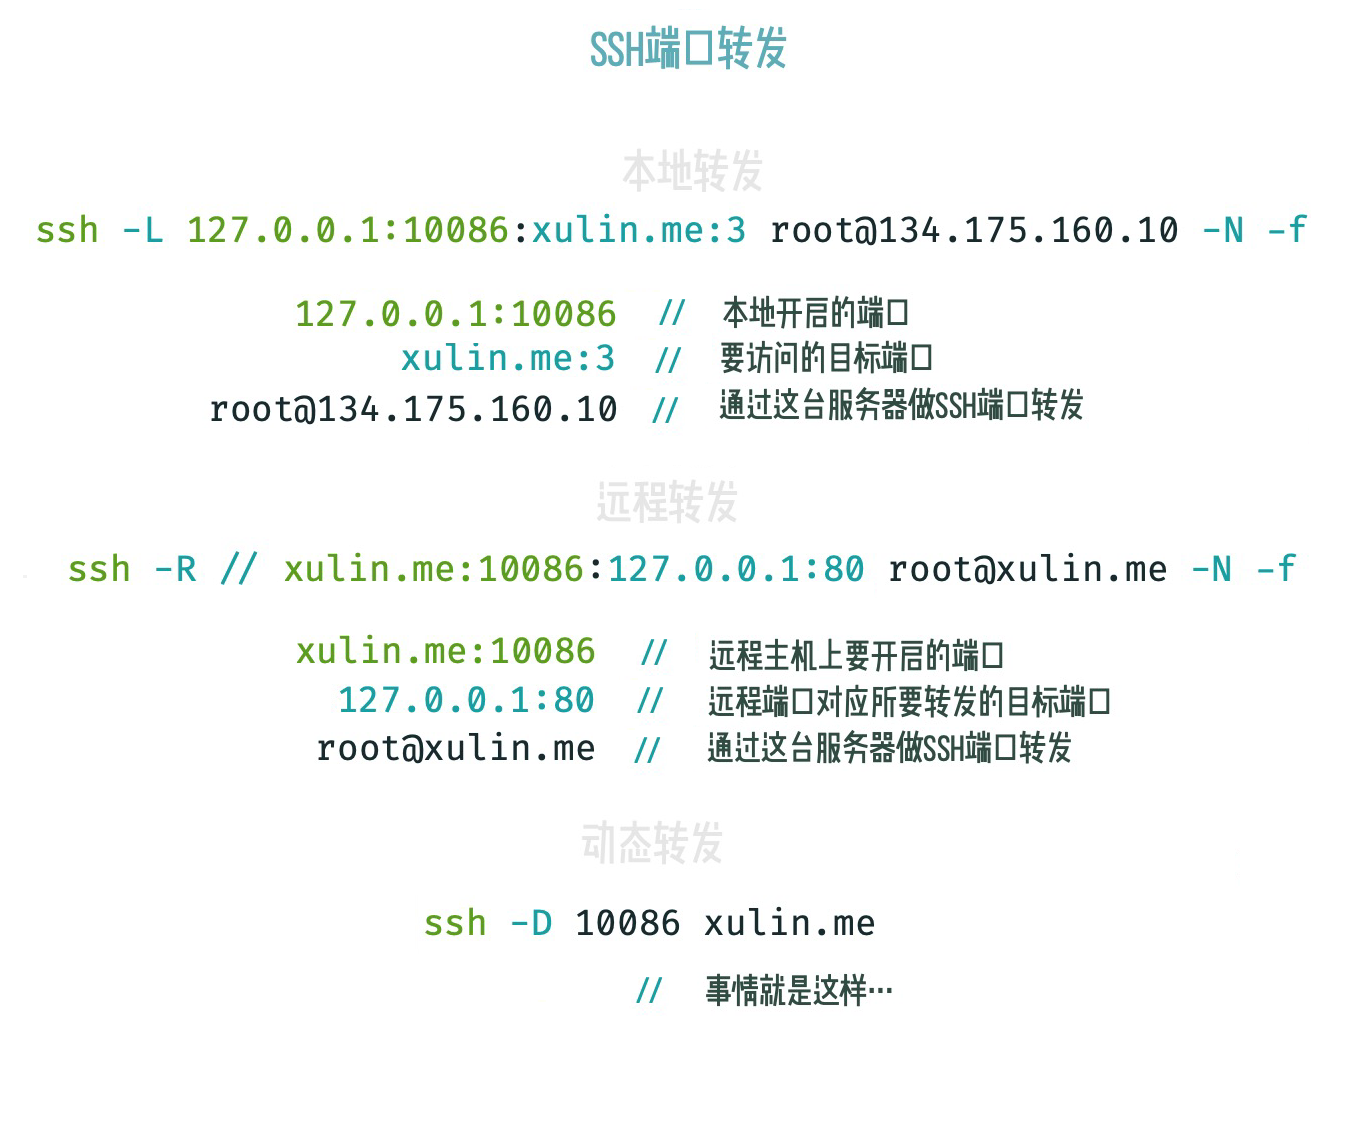 SSH端口转发
本地转发
ssh -L 127.0.0.1:10086:xulin.me:3 root@134.175.160.10 -N -f
127.0.0.1:10086 // 本地开启的端口
xulin.me:3 // 要访问的目标端口
root@134.175.160.10 // 通过这台服务器做SSH端口转发
远程转发
ssh -R // xulin.me:10086:127.0.0.1:80 root@xulin.me -N -f
xulin.me:10086 // 远程主机上要开启的端口
127.0.0.1:80 // 远程端口对应所要转发的目标端口
root@xulin.me // 通过这台服务器做SSH端口转发
动态转发
ssh -D 10086 xulin.me
// 事情就是这样…